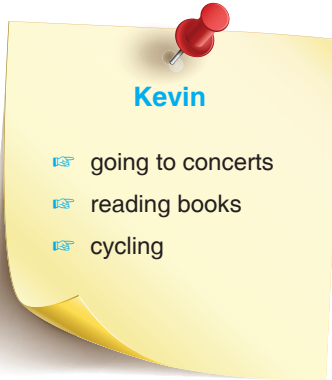 Kevin
☞ going to concerts
☞ reading books
☞ cycling